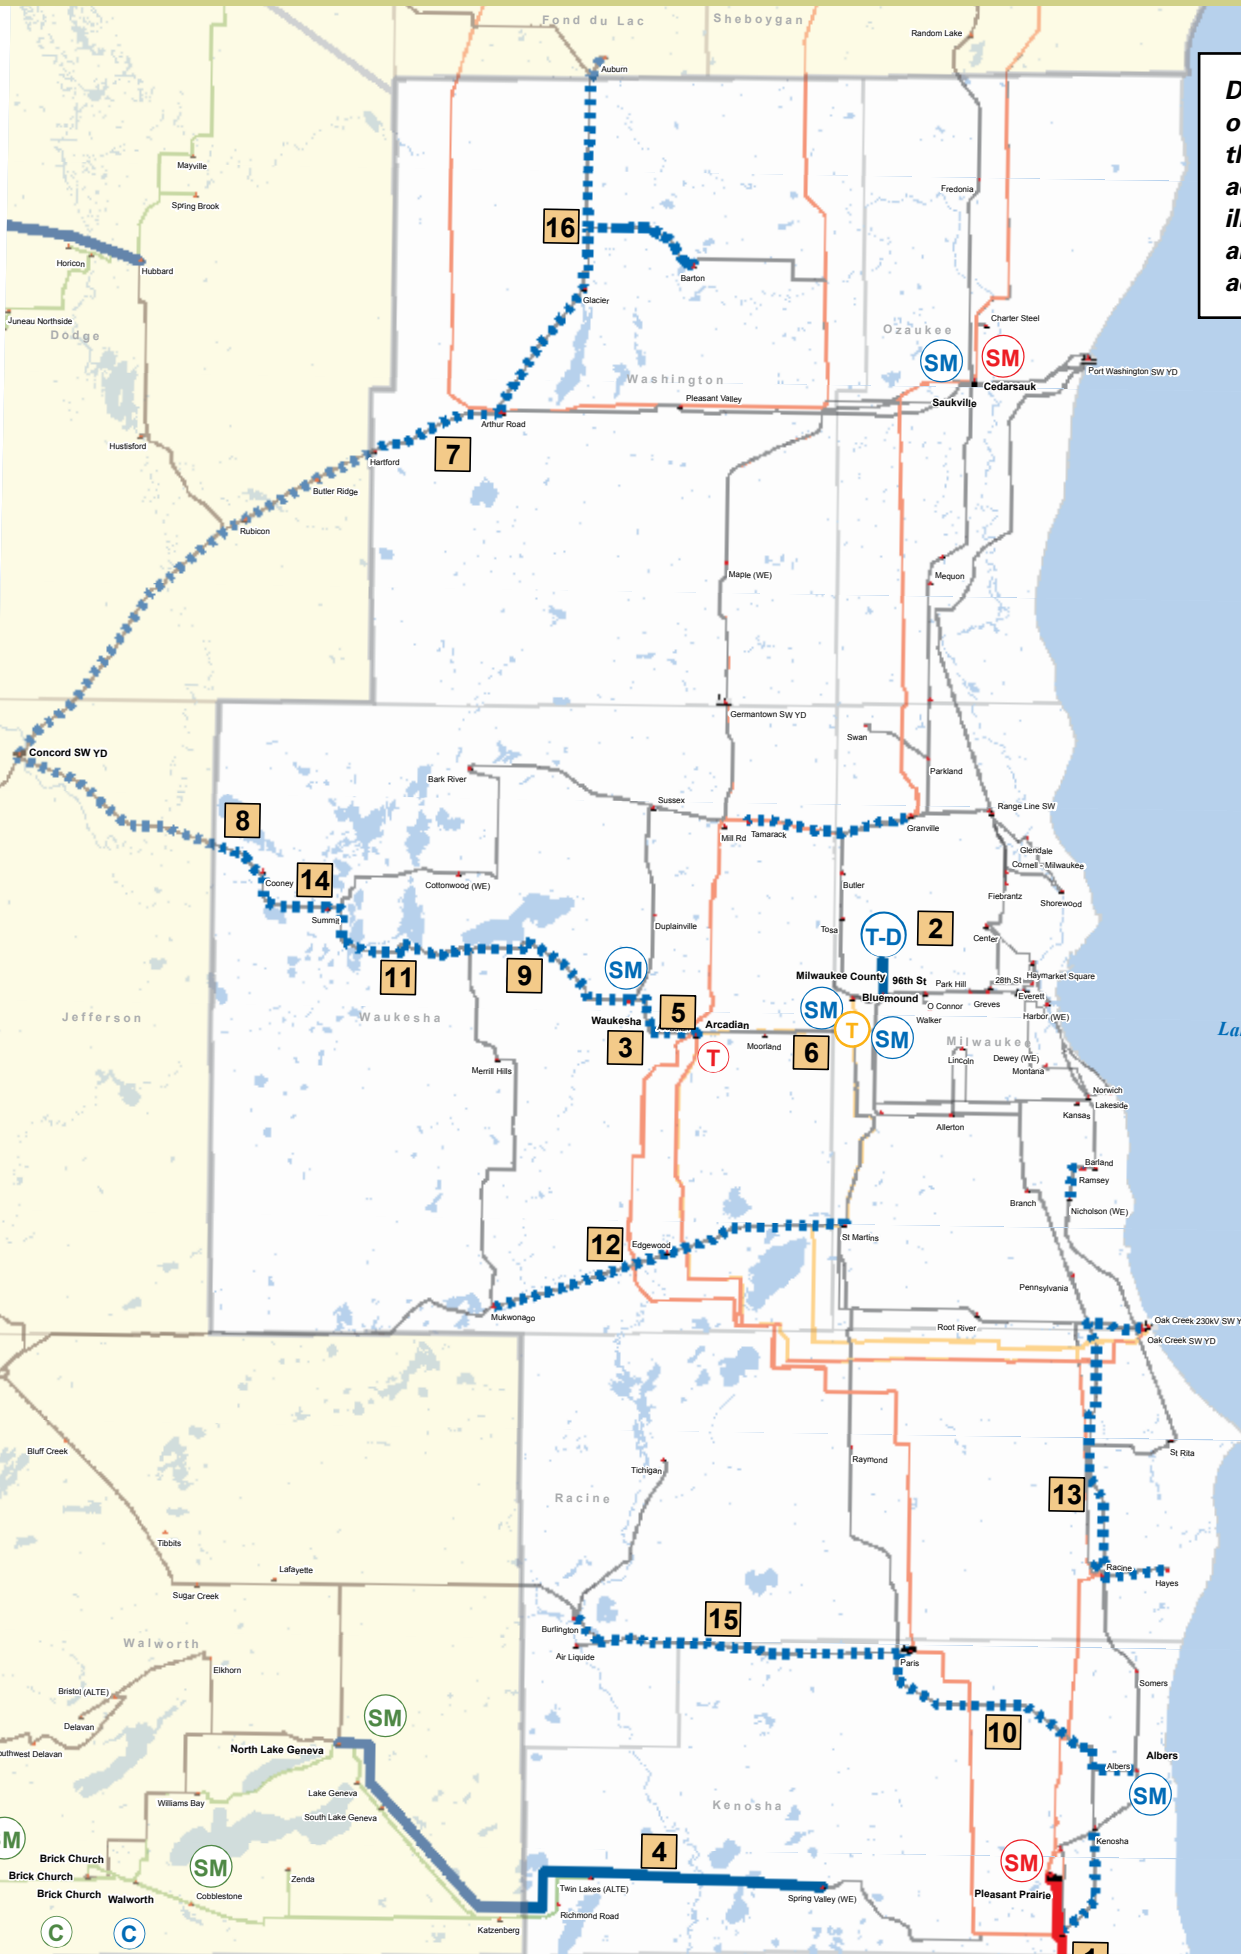 Fond du Lac
Sheboygan
Random Lake
Auburn
Mayville
Spring Brook
Fredonia
16
Horicon
Hubbard
Barton
Glacier
Juneau Northside
Dodge
Charter Steel
Ozaukee
SM
SM
Port Washington SW YD
Washington
Cedarsauk
Pleasant Valley
Saukville
Arthur Road
Hustisford
7
Hartford
Butler Ridge
Rubicon
Maple (WE)
Mequon
Germantown SW YD
Swan
Concord SW YD
Bark River
Parkland
Sussex
Range Line SW
8
Mill Rd
Tamarack
Granville
Glendale
Cornell - Milwaukee
14
Cooney
Cottonwood (WE)
Butler
Fiebrantz
Shorewood
Summit
Duplainville
Tosa
T-D
2
Center
11
9
SM
Milwaukee County
96th St
Park Hill
28th St
Haymarket Square
Bluemound
O Connor
Greves
Everett
Harbor (WE)
Jefferson
Waukesha
Waukesha
5
Arcadian
SM
T
SM
Walker
La
3
T
Moorland
6
Milwaukee
Lincoln
Dewey (WE)
Montana
Merrill Hills
Norwich
Lakeside
Kansas
Allerton
Barland
Ramsey
Branch
Nicholson (WE)
12
Edgewood
St Martins
Pennsylvania
Mukwonago
Root River
Oak Creek 230kV SW Y
Oak Creek SW YD
Bluff Creek
St Rita
Raymond
Tichigan
Racine
13
Tibbits
Lafayette
Racine
Hayes
Sugar Creek
15
Burlington
Walworth
Air Liquide
Paris
Elkhorn
Somers
Bristol (ALTE)
Delavan
SM
10
outhwest Delavan
North Lake Geneva
Albers
Albers
Lake Geneva
SM
Williams Bay
South Lake Geneva
Kenosha
M
Kenosha
Brick Church
4
SM
SM
Brick Church
Zenda
Twin Lakes (ALTE)
Pleasant Prairie
Brick Church
Walworth
Cobblestone
Spring Valley (WE)
Richmond Road
C
C
Katzenberg
D
o
th
a
ill
a
a